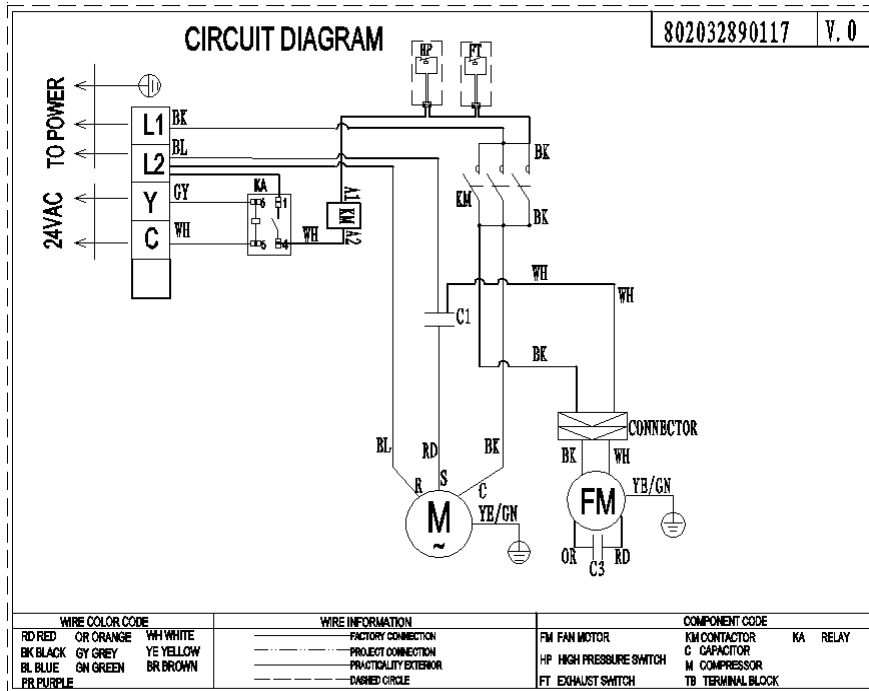 CIRCUIT DIAGRAM
802032890117 V.0
HP FT
TO POWER
24VAC
L1 BK
L2 BL
Y GY
C WH
KA
6 1
5 4
WH
A1
KM
A2
BK
KM
BK
WH
WH
C1
BK
CONNECTOR
BL RD BK
BK WH
R S C
M
~
YE/GN
FM
YE/GN
OR C3 RD
WIRE COLOR CODE
RD RED OR ORANGE WH WHITE
BK BLACK GY GREY YE YELLOW
BL BLUE GN GREEN BR BROWN
PR PURPLE
WIRE INFORMATION
FACTORY CONNECTION
PROJECT CONNECTION
PRACTICALITY EXTERIOR
DASHED CIRCLE
COMPONENT CODE
FM FAN MOTOR KM CONTACTOR KA RELAY
C CAPACITOR
HP HIGH PRESSURE SWITCH M COMPRESSOR
FT EXHAUST SWITCH TB TERMINAL BLOCK